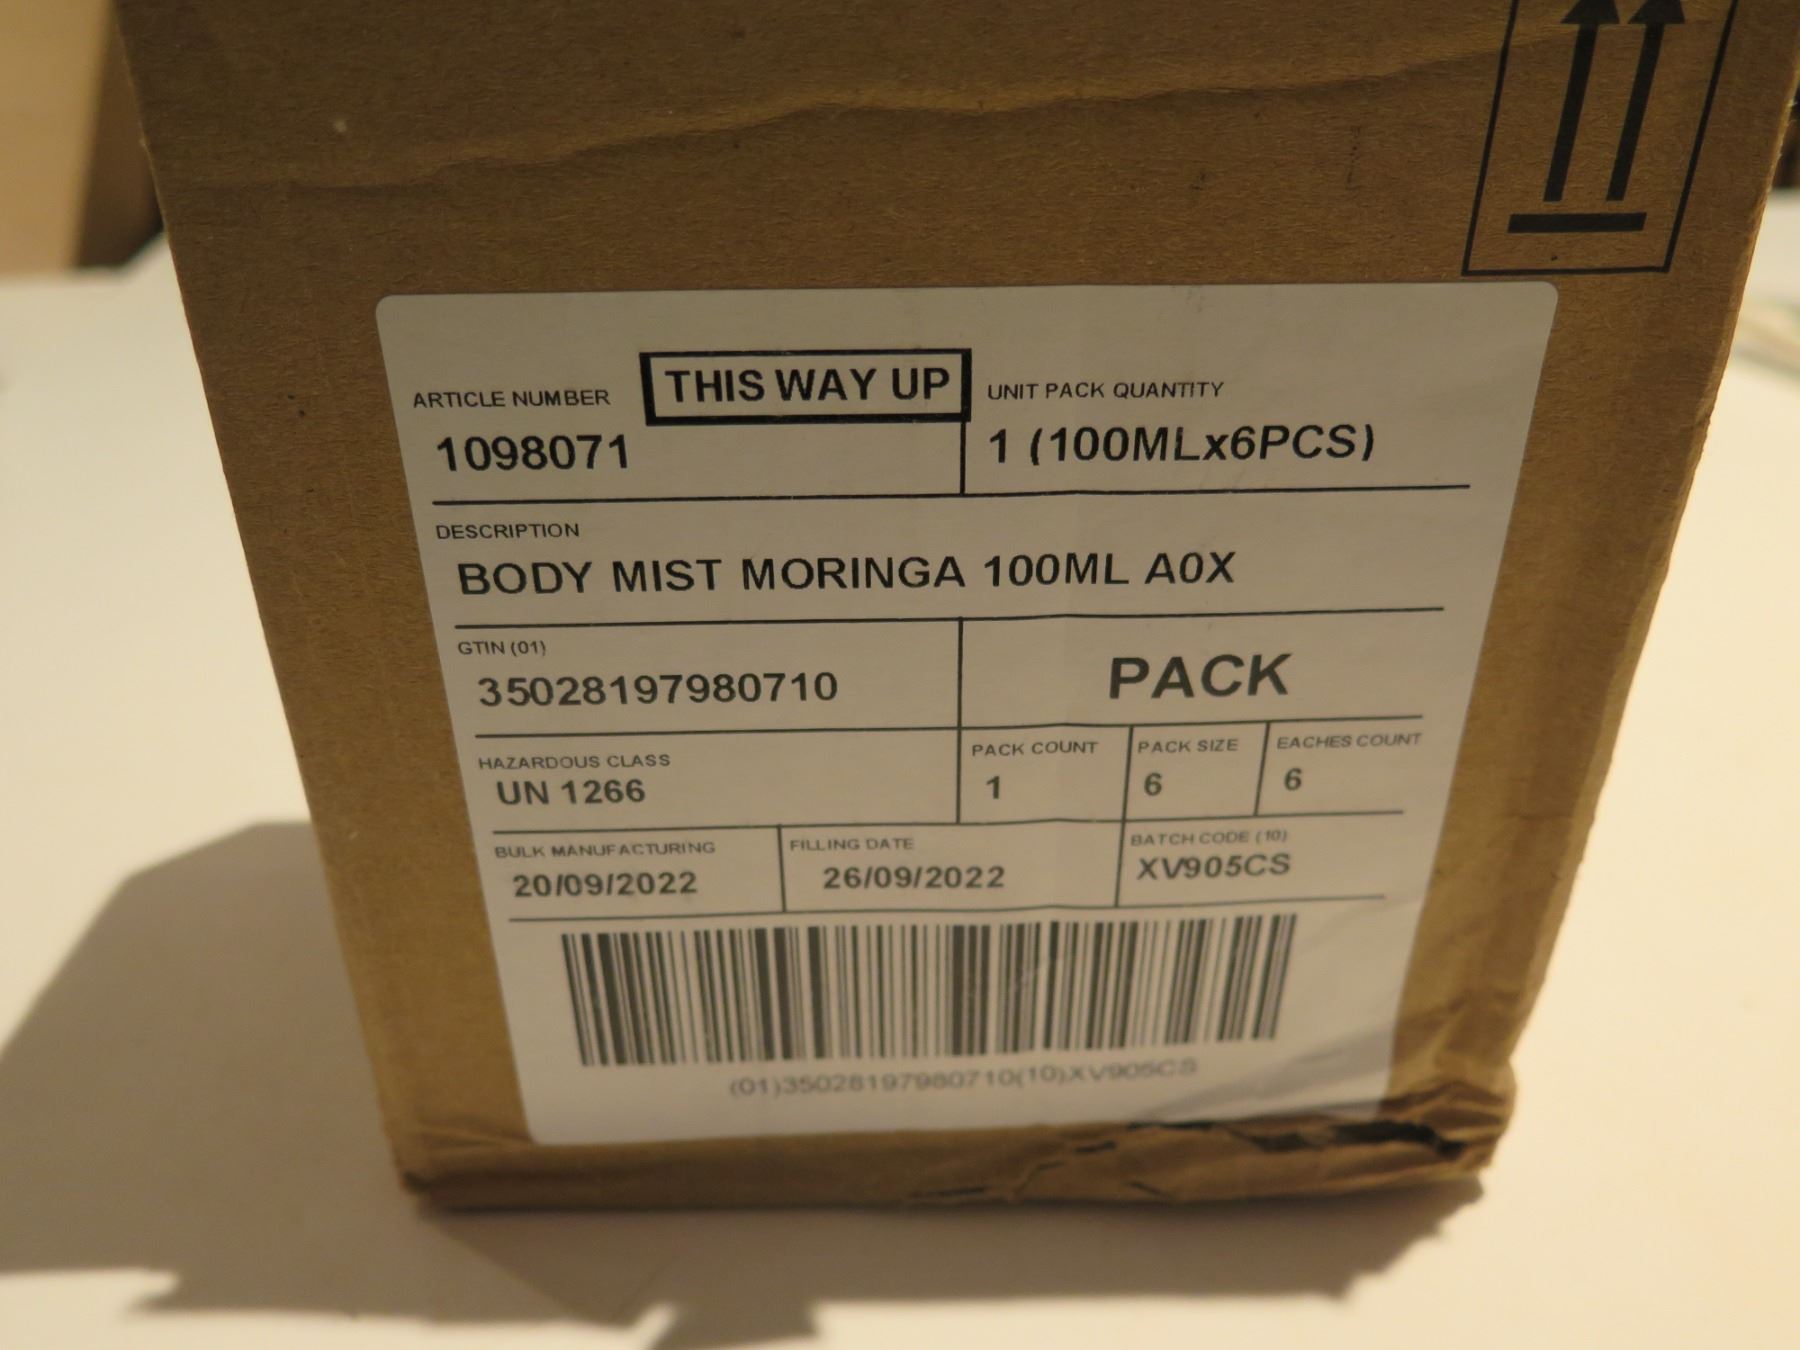 THIS WAY UP
ARTICLE NUMBER
1098071
UNIT PACK QUANTITY
1 (100MLx6PCS)
DESCRIPTION
BODY MIST MORINGA 100ML A0X
GTIN (01)
35028197980710
PACK
HAZARDOUS CLASS
UN 1266
PACK COUNT
1
PACK SIZE
6
EACHES COUNT
6
BULK MANUFACTURING
20/09/2022
FILLING DATE
26/09/2022
BATCH CODE (10)
XV905CS
(01)35028197980710(10)XV905CS